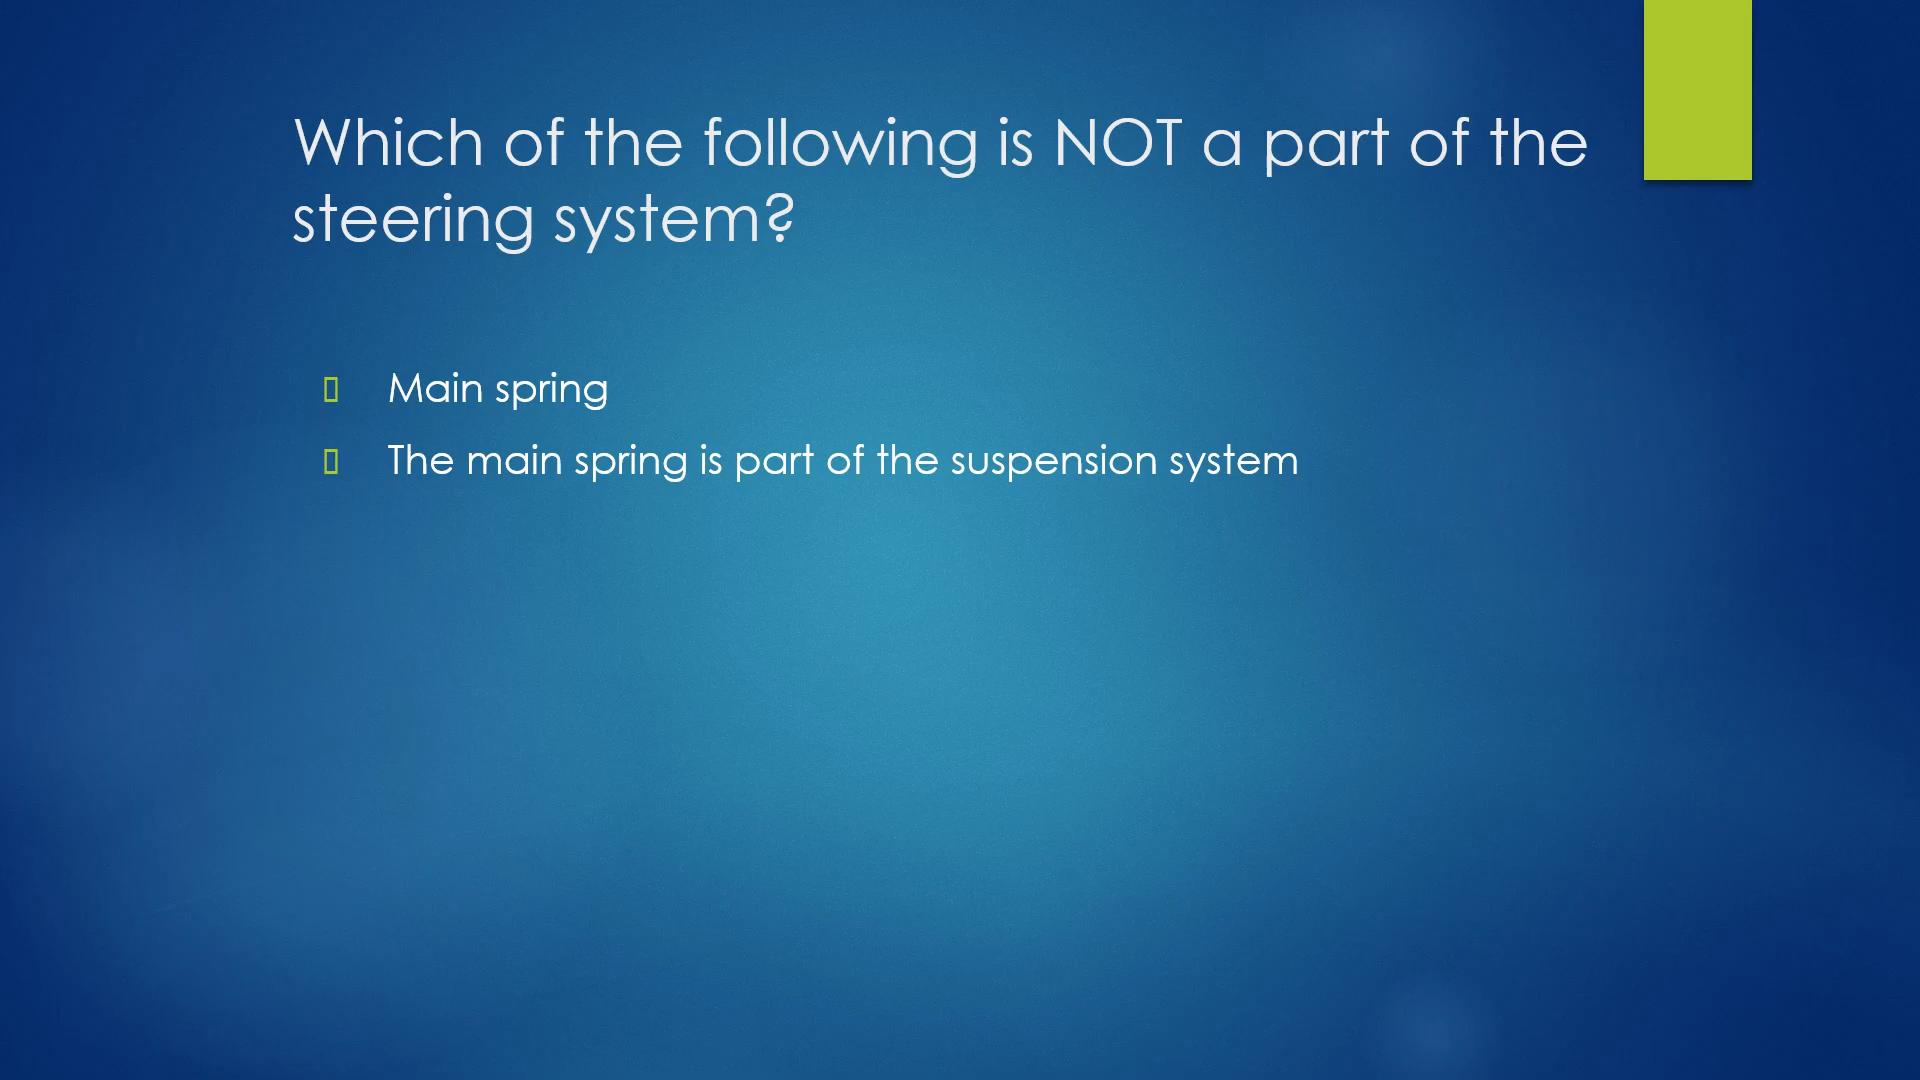 Which of the following is NOT a part of the
steering system?
Main spring
The main spring is part of the suspension system